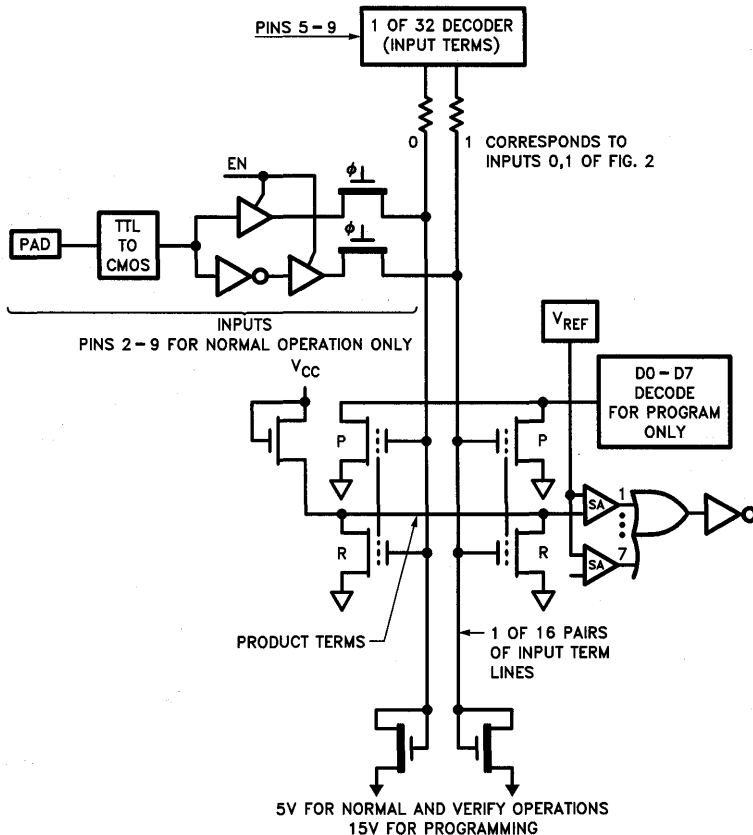 PINS 5-9
1 OF 32 DECODER
(INPUT TERMS)
0
1
CORRESPONDS TO
INPUTS 0,1 OF FIG. 2
EN
ϕ
ϕ
PAD
TTL
TO
CMOS
INPUTS
PINS 2-9 FOR NORMAL OPERATION ONLY
VCC
VREF
D0-D7
DECODE
FOR PROGRAM
ONLY
P
P
SA
1
R
R
SA
7
PRODUCT TERMS
1 OF 16 PAIRS
OF INPUT TERM
LINES
5V FOR NORMAL AND VERIFY OPERATIONS
15V FOR PROGRAMMING